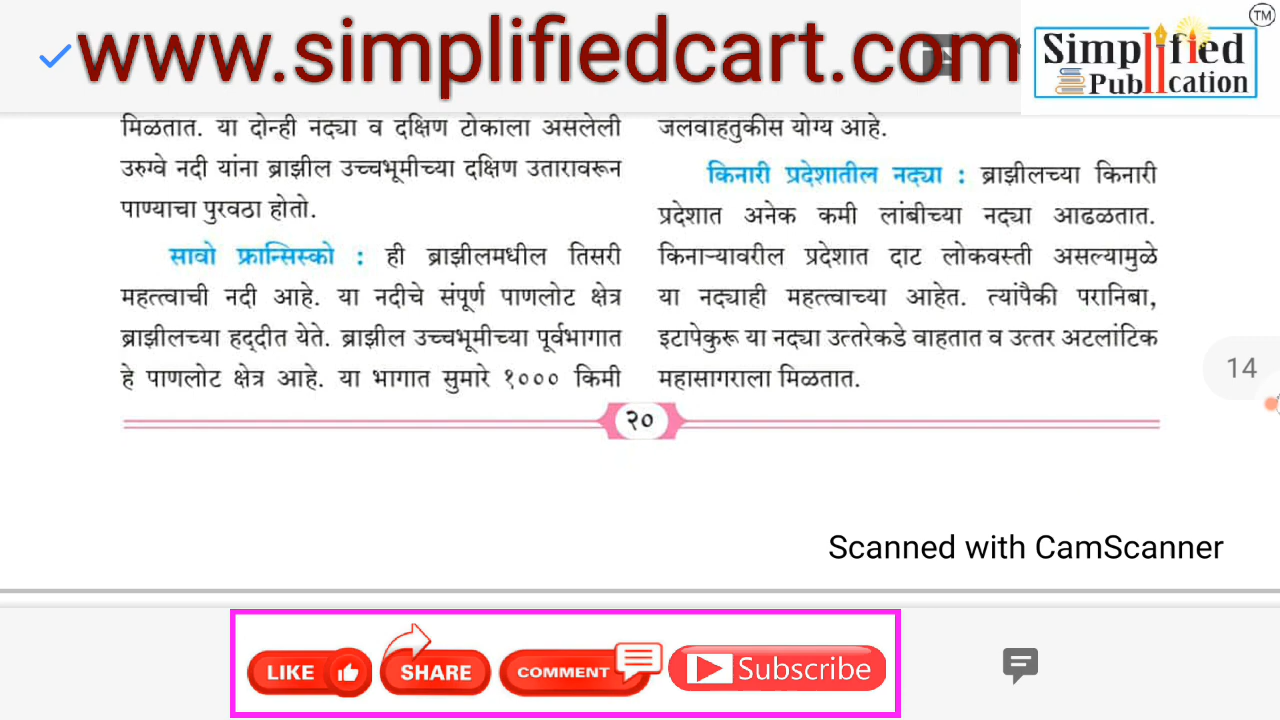 www.simplifiedcart.com
Simplified
Publication
TM
मिळतात. या दोन्ही नद्या व दक्षिण टोकाला असलेली
उरुग्वे नदी यांना ब्राझील उच्चभूमीच्या दक्षिण उतारावरून
पाण्याचा पुरवठा होतो.
सावो फ्रान्सिस्को : ही ब्राझीलमधील तिसरी
महत्त्वाची नदी आहे. या नदीचे संपूर्ण पाणलोट क्षेत्र
ब्राझीलच्या हद्दीत येते. ब्राझील उच्चभूमीच्या पूर्वभागात
हे पाणलोट क्षेत्र आहे. या भागात सुमारे १००० किमी
जलवाहतुकीस योग्य आहे.
किनारी प्रदेशातील नद्या : ब्राझीलच्या किनारी
प्रदेशात अनेक कमी लांबीच्या नद्या आढळतात.
किनाऱ्यावरील प्रदेशात दाट लोकवस्ती असल्यामुळे
या नद्याही महत्त्वाच्या आहेत. त्यांपैकी परानिबा,
इटापेकुरू या नद्या उत्तरेकडे वाहतात व उत्तर अटलांटिक
महासागराला मिळतात.
14
२०
Scanned with CamScanner
LIKE
SHARE
COMMENT
Subscribe